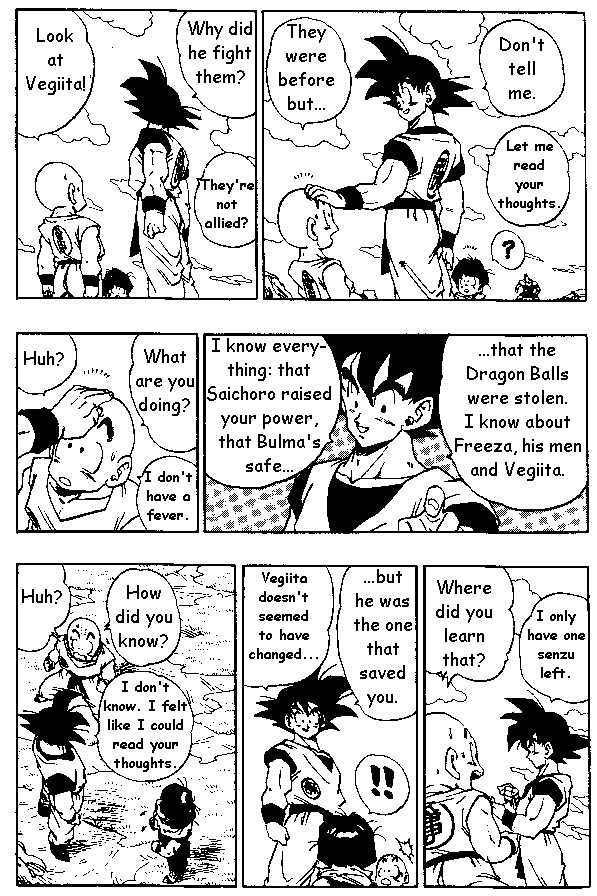 Look
at
Vegiita!
Why did
he fight
them?
They're
not
allied?
They
were
before
but...
Don't
tell
me.
Let me
read
your
thoughts.
?
Huh?
What
are you
doing?
I don't
have a
fever.
I know every-
thing: that
Saichoro raised
your power,
that Bulma's
safe...
...that the
Dragon Balls
were stolen.
I know about
Freeza, his men
and Vegiita.
Huh?
How
did you
know?
I don't
know. I felt
like I could
read your
thoughts.
Vegiita
doesn't
seemed
to have
changed...
...but
he was
the one
that
saved
you.
!!
Where
did you
learn
that?
I only
have one
senzu
left.